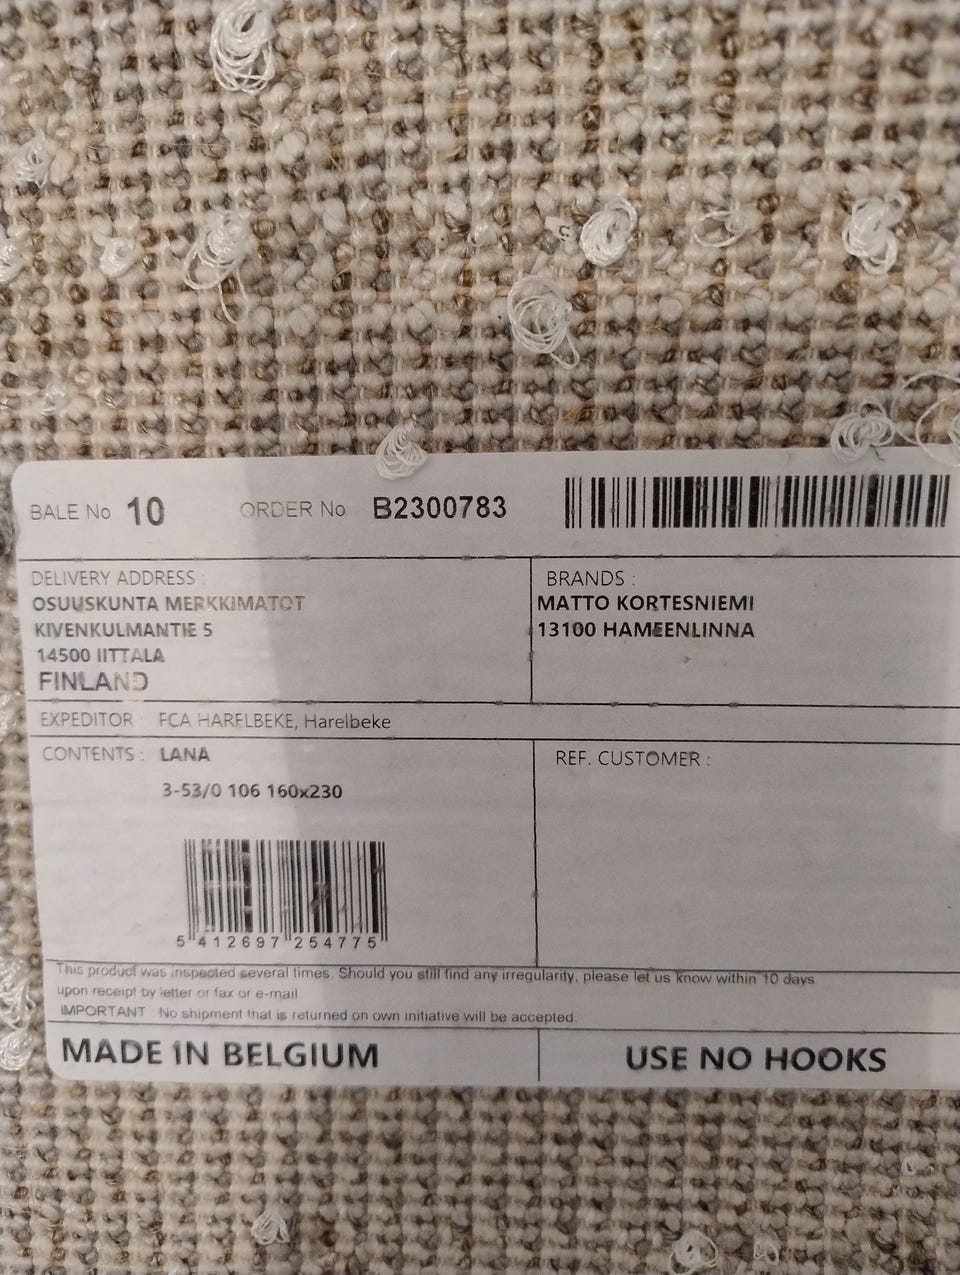 BALE No 10 ORDER No B2300783
DELIVERY ADDRESS :
OSUUSKUNTA MERKKIMATOT
KIVENKULMANTIE 5
14500 IITTALA
FINLAND
BRANDS :
MATTO KORTESNIEMI
13100 HAMEENLINNA
EXPEDITOR : FCA HARELBEKE, Harelbeke
CONTENTS : LANA
3-53/0 106 160x230
5 412697 254775
REF. CUSTOMER :
This product was inspected several times. Should you still find any irregularity, please let us know within 10 days
upon receipt by letter or fax or e-mail.
IMPORTANT : No shipment that is returned on own initiative will be accepted.
MADE IN BELGIUM
USE NO HOOKS